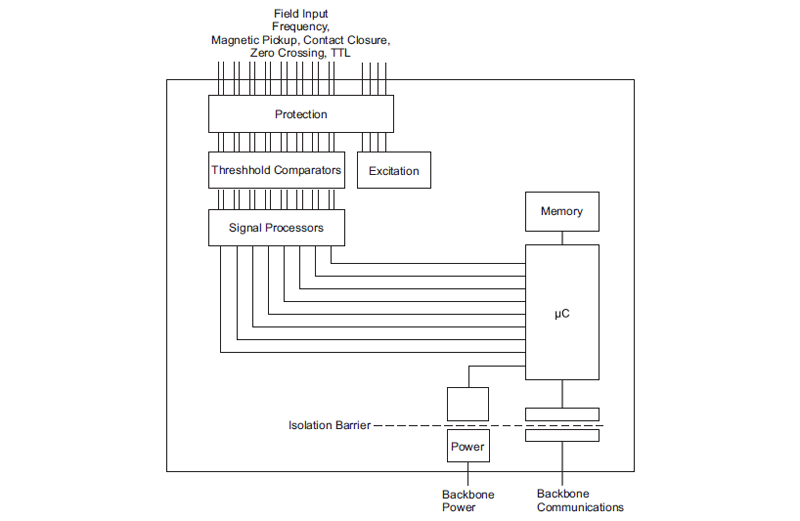 Field Input
Frequency,
Magnetic Pickup, Contact Closure,
Zero Crossing, TTL
Protection
Threshhold Comparators
Excitation
Signal Processors
Memory
µC
Isolation Barrier
Power
Backbone
Power
Backbone
Communications